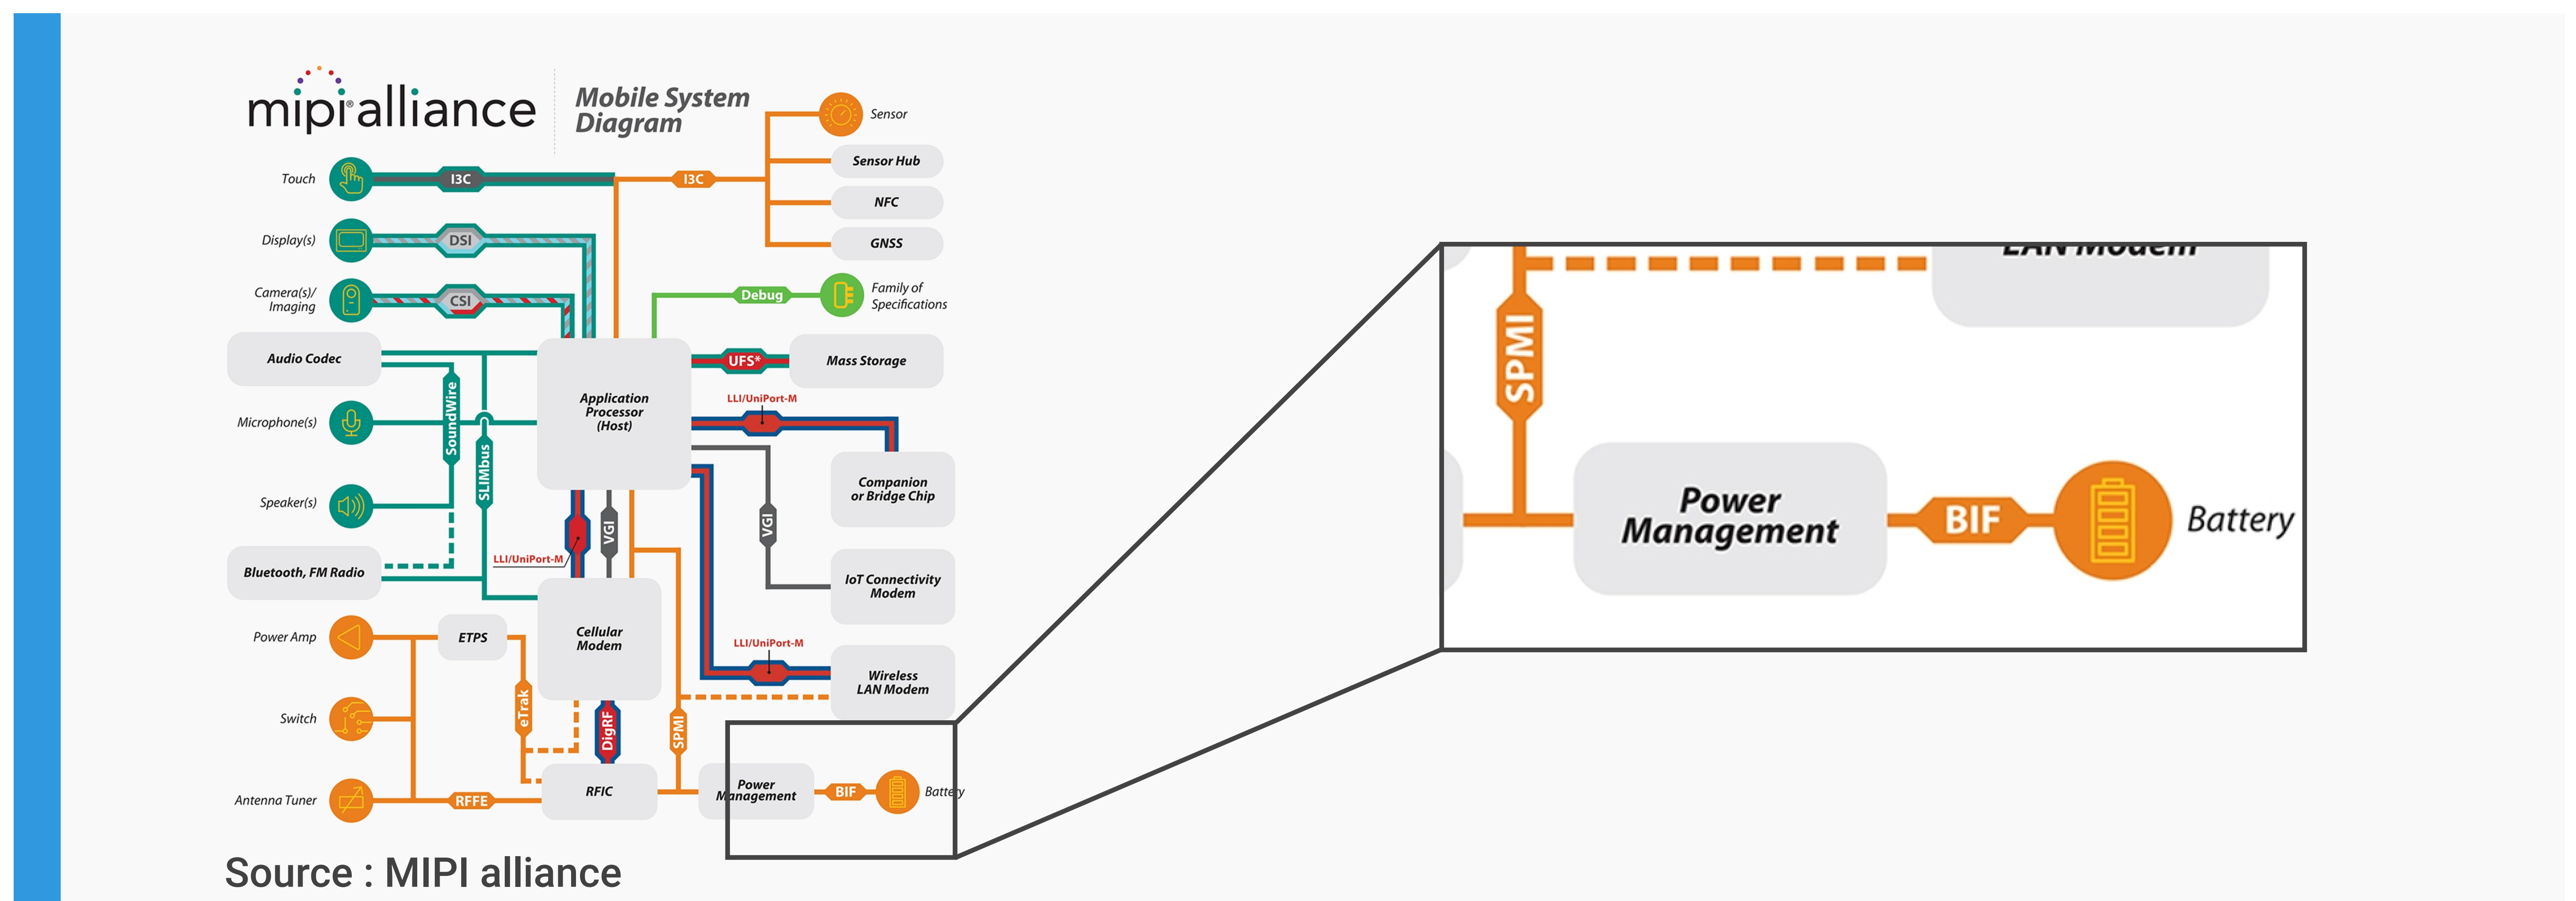 mipi® alliance
Mobile System
Diagram
Sensor
Sensor Hub
NFC
GNSS
Touch
I3C
I3C
Display(s)
DSI
Camera(s)/
Imaging
CSI
Debug
Family of
Specifications
Audio Codec
UFS*
Mass Storage
SoundWire
Application
Processor
(Host)
LLI/UniPort-M
Microphone(s)
SLIMbus
Companion
or Bridge Chip
Speaker(s)
VGI
VGI
LLI/UniPort-M
Bluetooth, FM Radio
IoT Connectivity
Modem
Power Amp
ETPS
Cellular
Modem
LLI/UniPort-M
Wireless
LAN Modem
eTrak
Switch
DigRF
SPMI
Antenna Tuner
RFFE
RFIC
Power
Management
BIF
Battery
Source : MIPI alliance
LAN Modem
SPMI
Power
Management
BIF
Battery